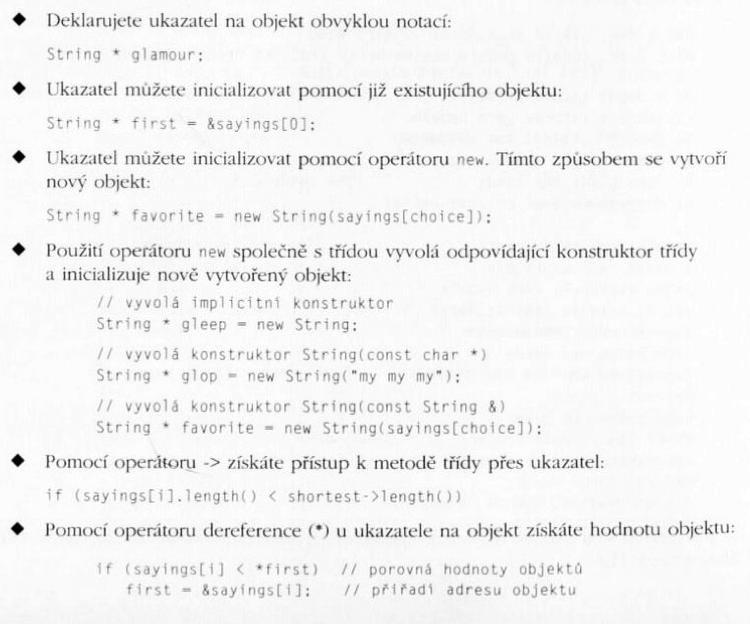 ◆ Deklarujete ukazatel na objekt obvyklou notací:
String * glamour;
◆ Ukazatel můžete inicializovat pomocí již existujícího objektu:
String * first = &sayings[0];
◆ Ukazatel můžete inicializovat pomocí operátoru new. Tímto způsobem se vytvoří
nový objekt:
String * favorite = new String(sayings[choice]);
◆ Použití operátoru new společně s třídou vyvolá odpovídající konstruktor třídy
a inicializuje nově vytvořený objekt:
// vyvolá implicitní konstruktor
String * gleep = new String;
// vyvolá konstruktor String(const char *)
String * glop = new String("my my my");
// vyvolá konstruktor String(const String &)
String * favorite = new String(sayings[choice]);
◆ Pomocí operátoru -> získáte přístup k metodě třídy přes ukazatel:
if (sayings[i].length() < shortest->length())
◆ Pomocí operátoru dereference (*) u ukazatele na objekt získáte hodnotu objektu:
if (sayings[i] < *first) // porovná hodnoty objektů
first = &sayings[i]; // přiřadí adresu objektu